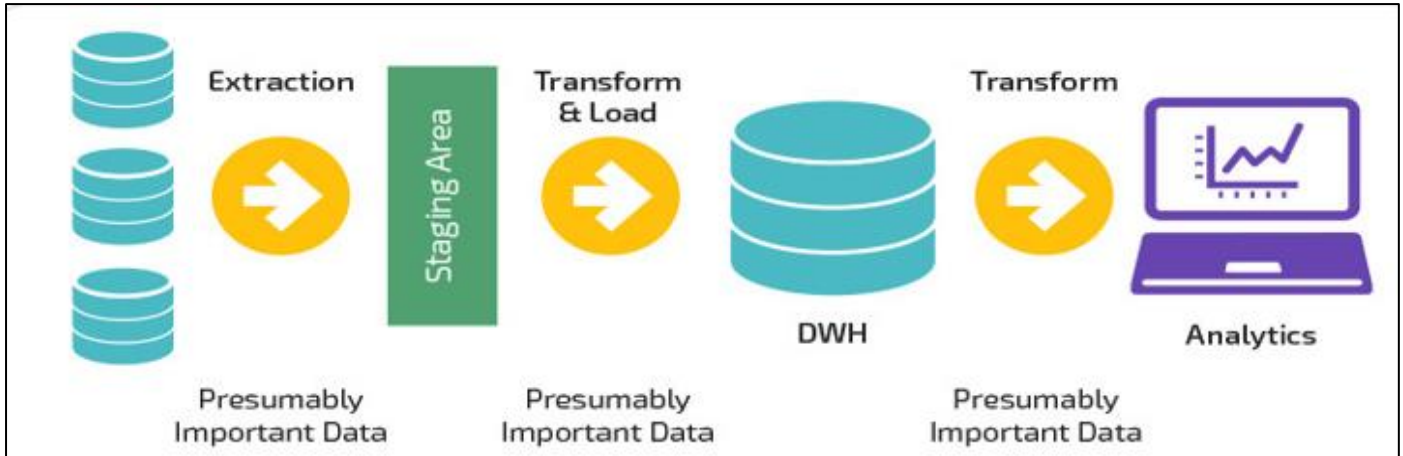 Extraction
Staging Area
Transform
& Load
Transform
DWH
Analytics
Presumably
Important Data
Presumably
Important Data
Presumably
Important Data